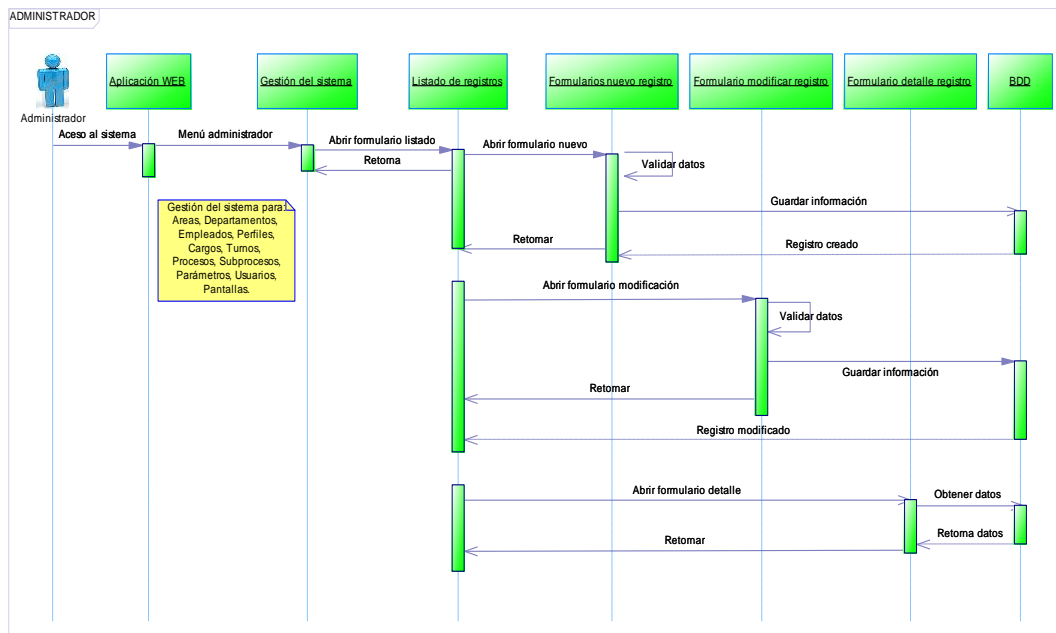 ADMINISTRADOR
Administrador
Aplicación WEB
Gestión del sistema
Listado de registros
Formularios nuevo registro
Formulario modificar registro
Formulario detalle registro
BDD
Aceso al sistema
Menú administrador
Abrir formulario listado
Retorna
Abrir formulario nuevo
Validar datos
Guardar información
Registro creado
Retornar
Gestión del sistema para:
Areas, Departamentos,
Empleados, Perfiles,
Cargos, Turnos,
Procesos, Subprocesos,
Parámetros, Usuarios,
Pantallas.
Abrir formulario modificación
Validar datos
Guardar información
Retornar
Registro modificado
Abrir formulario detalle
Obtener datos
Retorna datos
Retornar